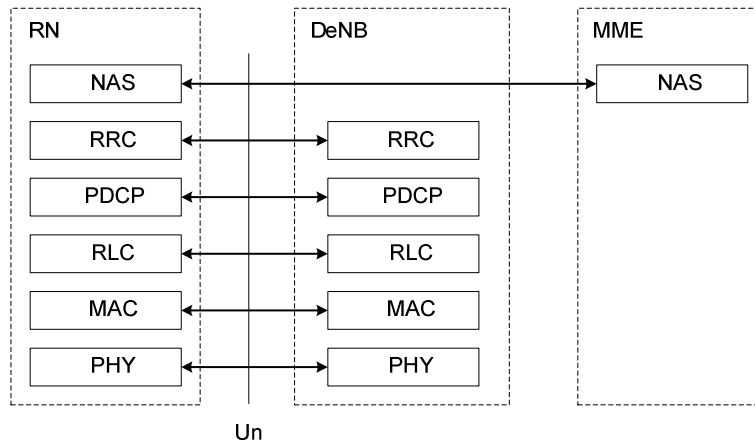 RN DeNB MME
NAS NAS
RRC RRC
PDCP PDCP
RLC RLC
MAC MAC
PHY PHY
Un